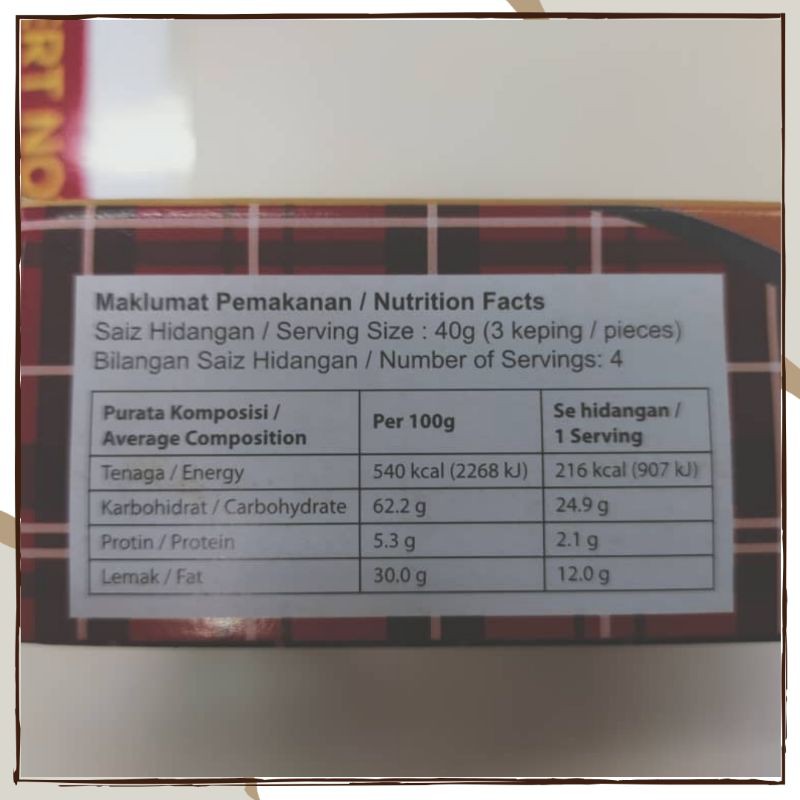 RT NO
Maklumat Pemakanan / Nutrition Facts
Saiz Hidangan / Serving Size : 40g (3 keping / pieces)
Bilangan Saiz Hidangan / Number of Servings: 4
Purata Komposisi / Average Composition
Per 100g
Se hidangan / 1 Serving
Tenaga / Energy 540 kcal (2268 kJ) 216 kcal (907 kJ)
Karbohidrat / Carbohydrate 62.2 g 24.9 g
Protin / Protein 5.3 g 2.1 g
Lemak / Fat 30.0 g 12.0 g